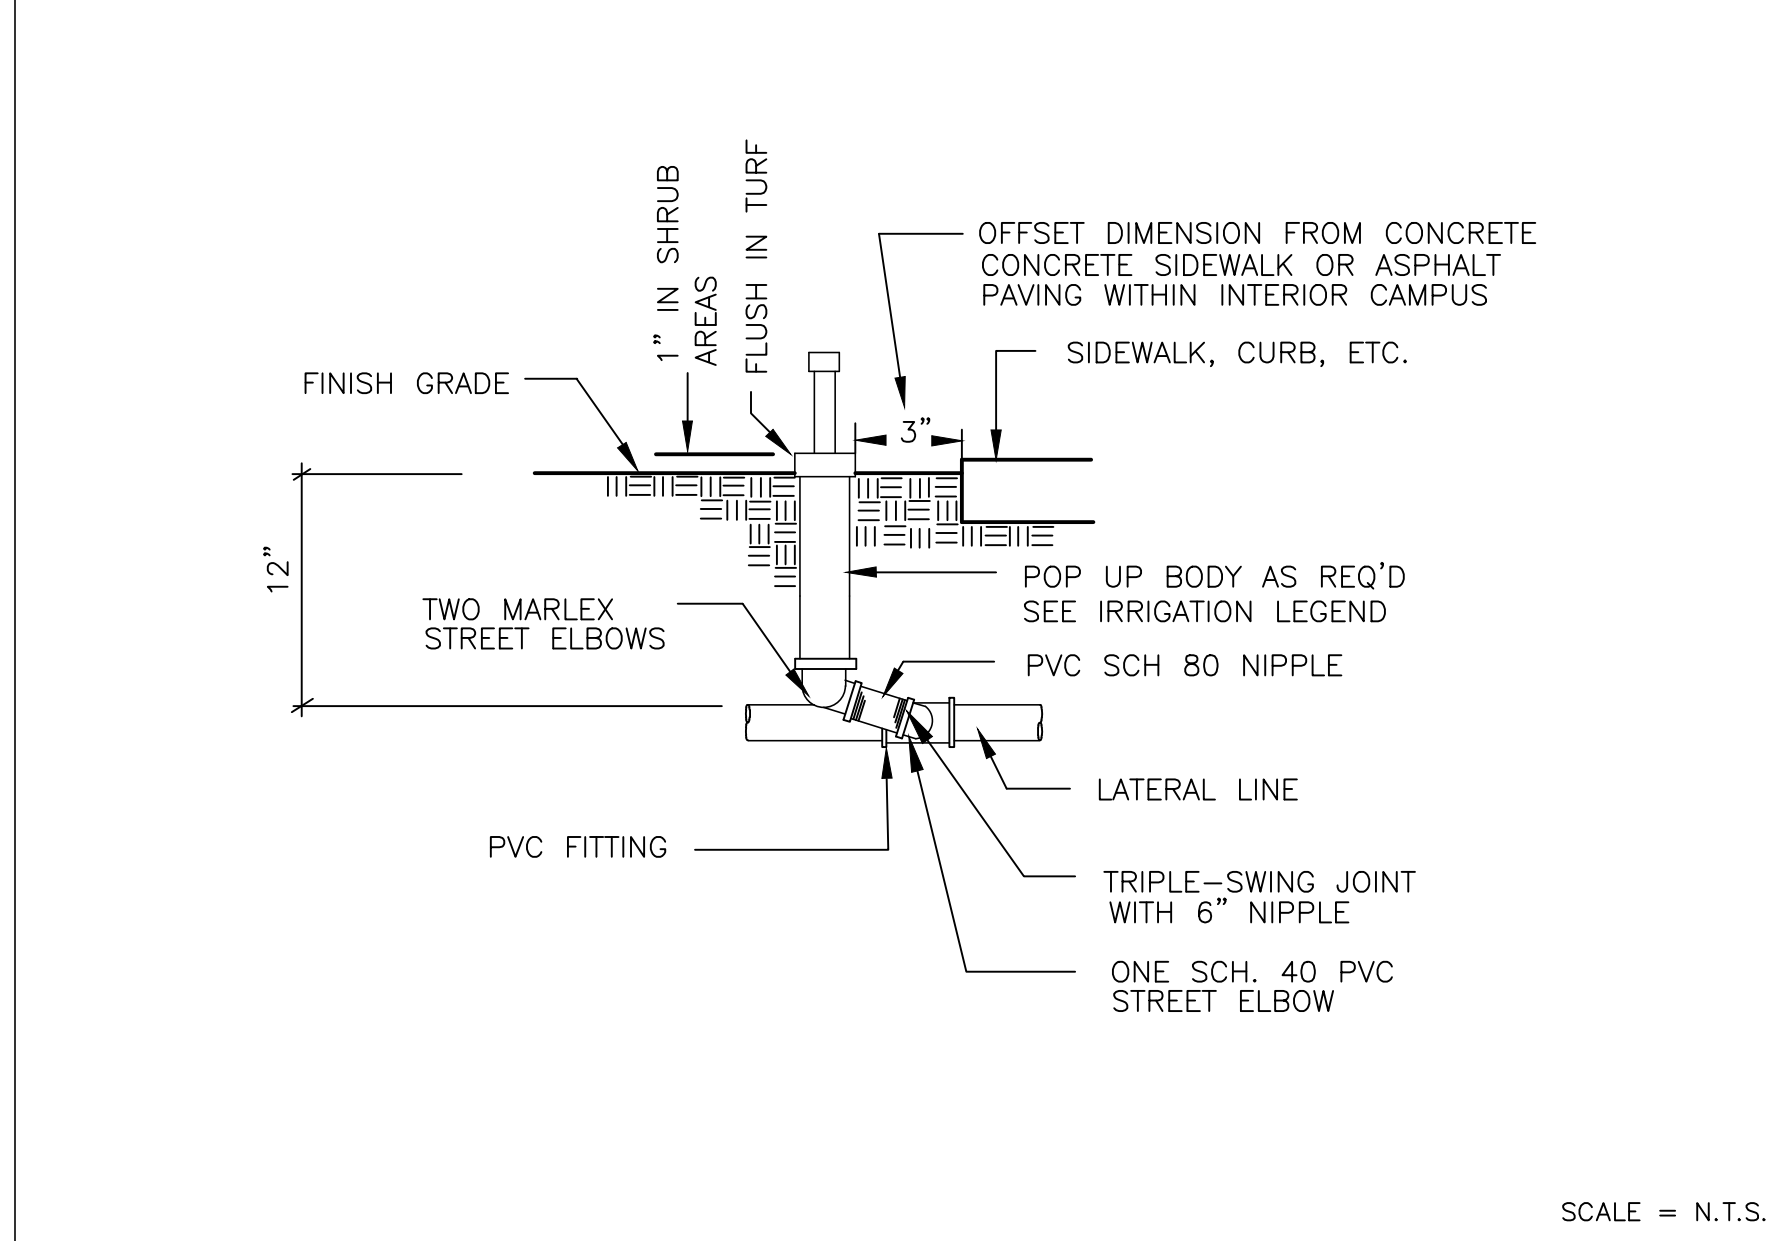 1” IN SHRUB
AREAS
FLUSH IN TURF
OFFSET DIMENSION FROM CONCRETE
CONCRETE SIDEWALK OR ASPHALT
PAVING WITHIN INTERIOR CAMPUS
SIDEWALK, CURB, ETC.
FINISH GRADE
3”
12”
POP UP BODY AS REQ’D
SEE IRRIGATION LEGEND
TWO MARLEX
STREET ELBOWS
PVC SCH 80 NIPPLE
LATERAL LINE
PVC FITTING
TRIPLE-SWING JOINT
WITH 6” NIPPLE
ONE SCH. 40 PVC
STREET ELBOW
SCALE = N.T.S.